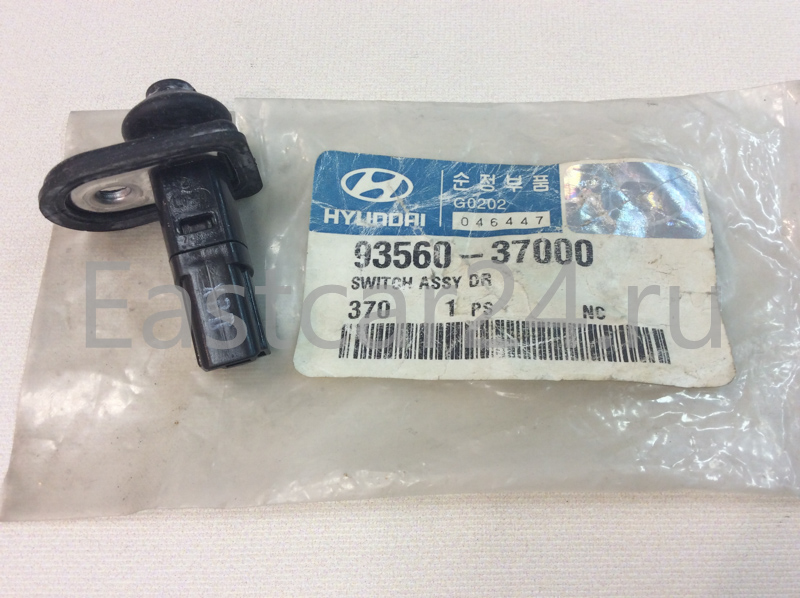 순정부품
HYUNDAI
G0202
046447
93560-37000
SWITCH ASSY DR
370 1 PS NC
Eastcar24.ru